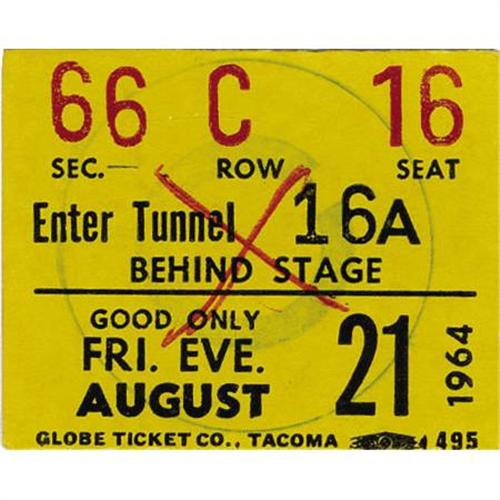 66 C 16
SEC.— ROW SEAT
Enter Tunnel 16A
BEHIND STAGE
GOOD ONLY
FRI. EVE.
AUGUST
21
1964
GLOBE TICKET CO., TACOMA 495